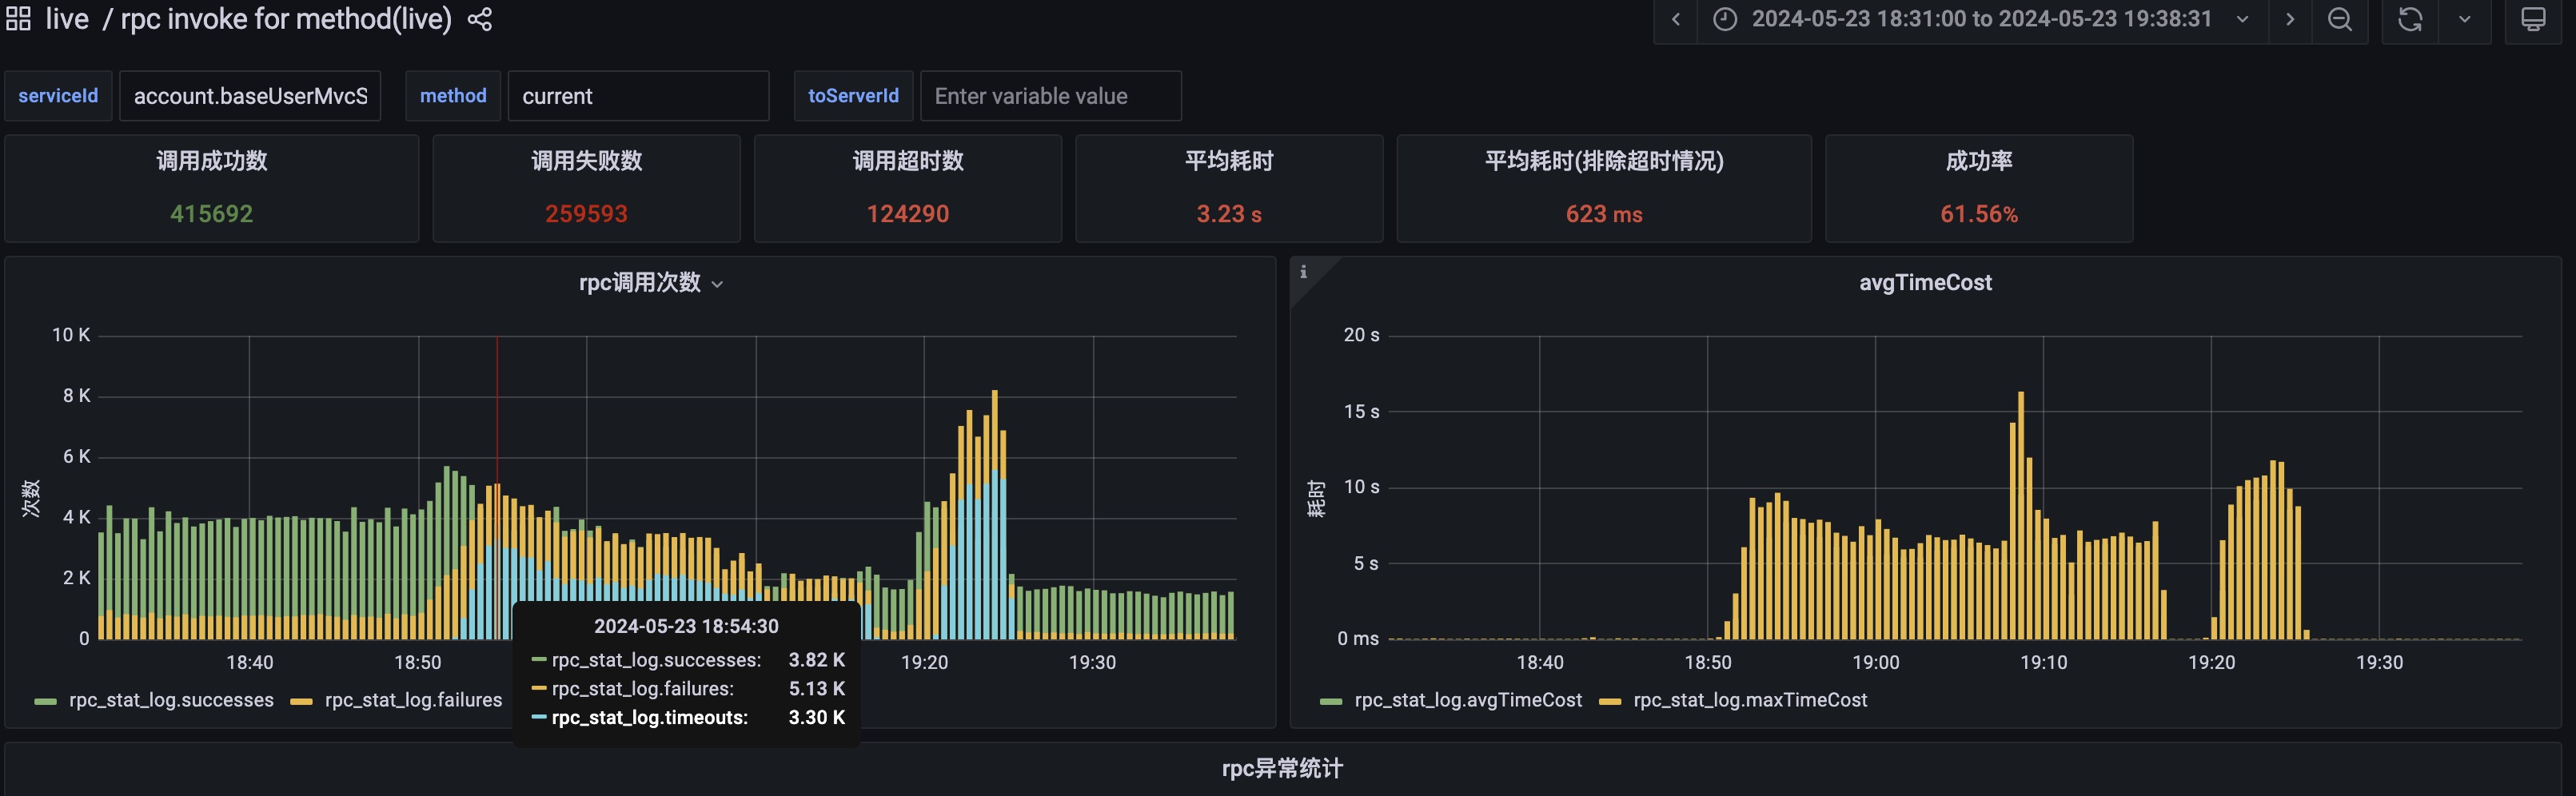 live / rpc invoke for method(live)
2024-05-23 18:31:00 to 2024-05-23 19:38:31
serviceId account.baseUserMvcS method current toServerId Enter variable value
调用成功数 调用失败数 调用超时数 平均耗时 平均耗时(排除超时情况) 成功率
415692 259593 124290 3.23 s 623 ms 61.56%
rpc调用次数
10 K
8 K
6 K
4 K
2 K
0
次数
18:40 18:50 19:20 19:30
2024-05-23 18:54:30
rpc_stat_log.successes: 3.82 K
rpc_stat_log.failures: 5.13 K
rpc_stat_log.timeouts: 3.30 K
rpc_stat_log.successes rpc_stat_log.failures
i
avgTimeCost
20 s
15 s
10 s
5 s
0 ms
耗时
18:40 18:50 19:00 19:10 19:20 19:30
rpc_stat_log.avgTimeCost rpc_stat_log.maxTimeCost
rpc异常统计